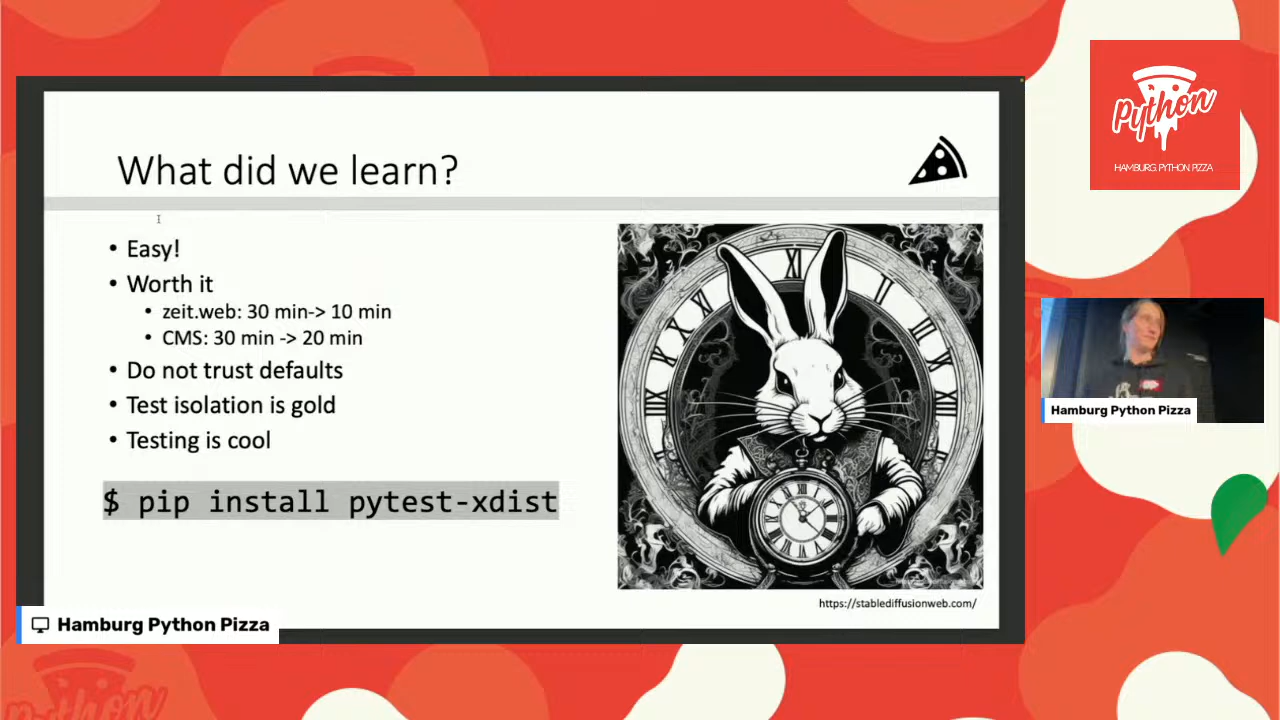 What did we learn?
• Easy!
• Worth it
• zeit.web: 30 min-> 10 min
• CMS: 30 min -> 20 min
• Do not trust defaults
• Test isolation is gold
• Testing is cool
$ pip install pytest-xdist
https://stablediffusionweb.com/
Hamburg Python Pizza
Python
HAMBURG.PYTHON.PIZZA
Hamburg Python Pizza